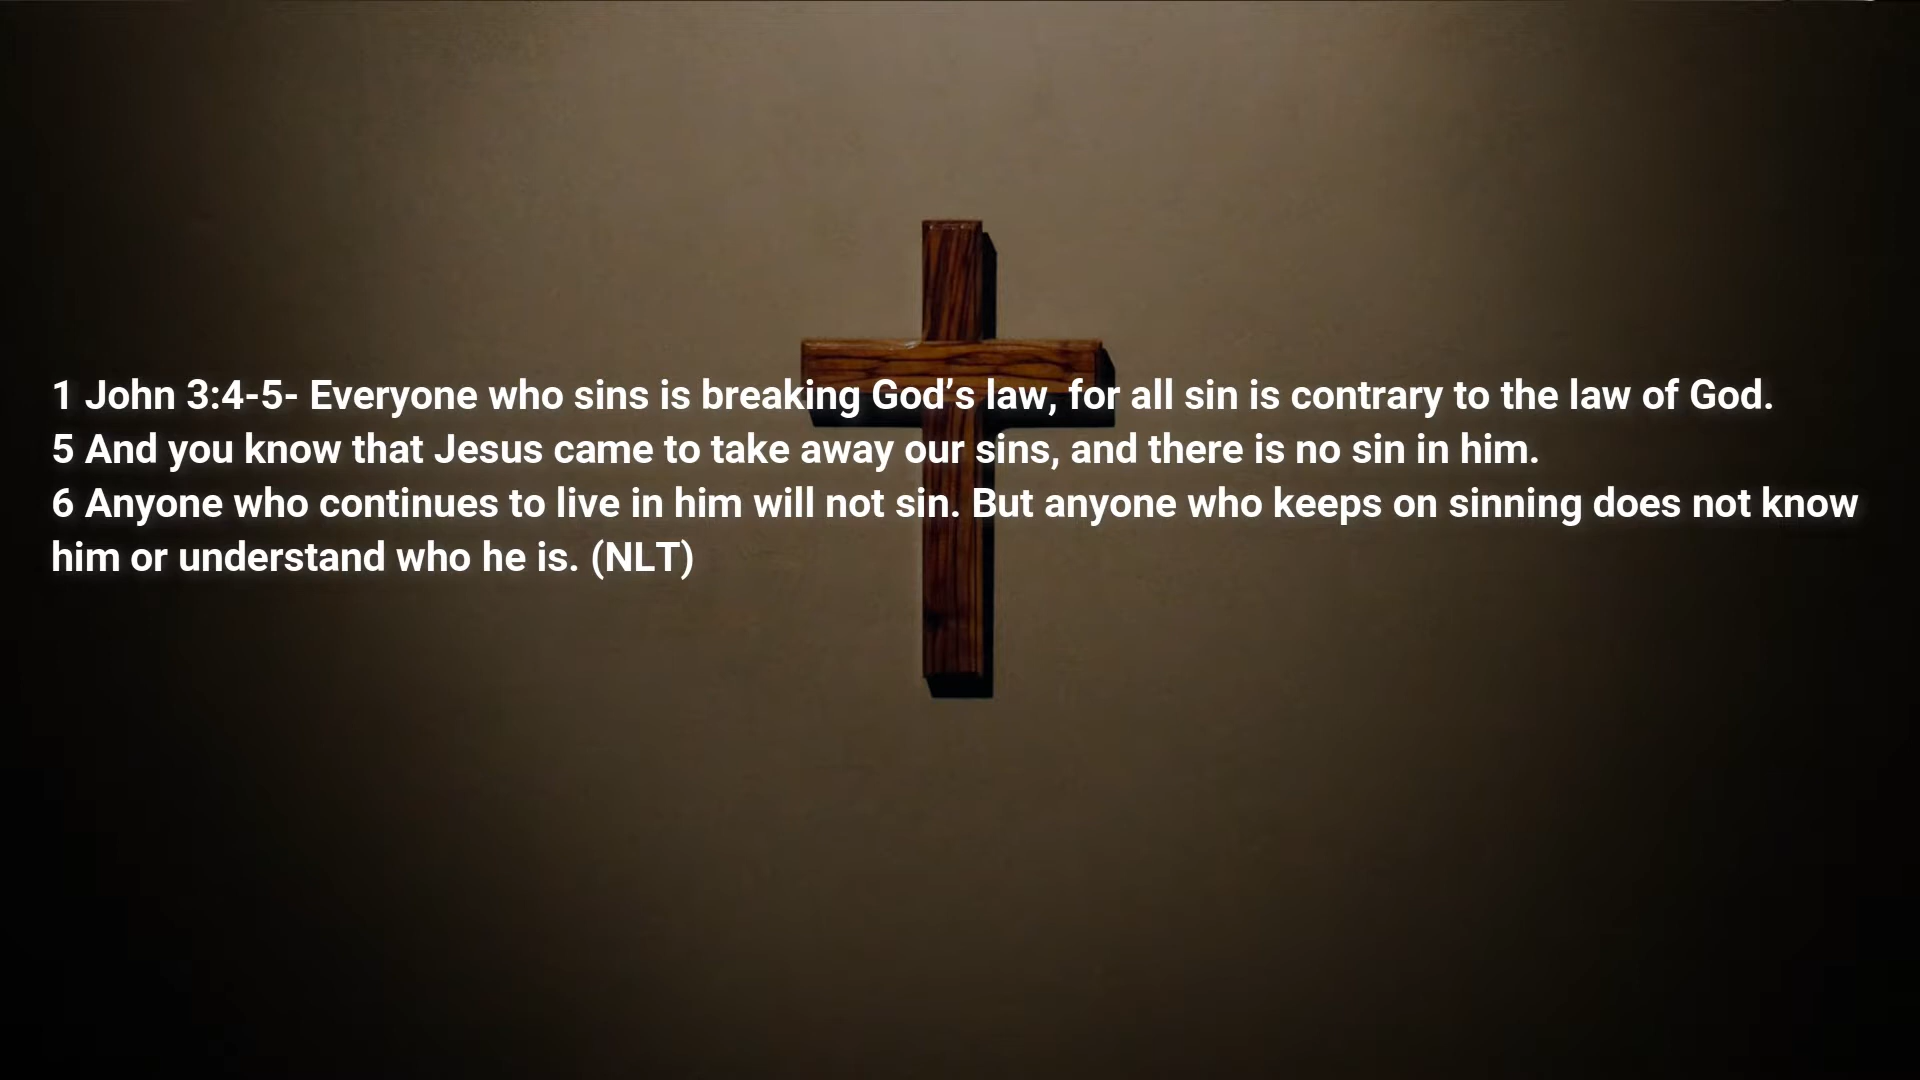 1 John 3:4-5- Everyone who sins is breaking God’s law, for all sin is contrary to the law of God.
5 And you know that Jesus came to take away our sins, and there is no sin in him.
6 Anyone who continues to live in him will not sin. But anyone who keeps on sinning does not know
him or understand who he is. (NLT)